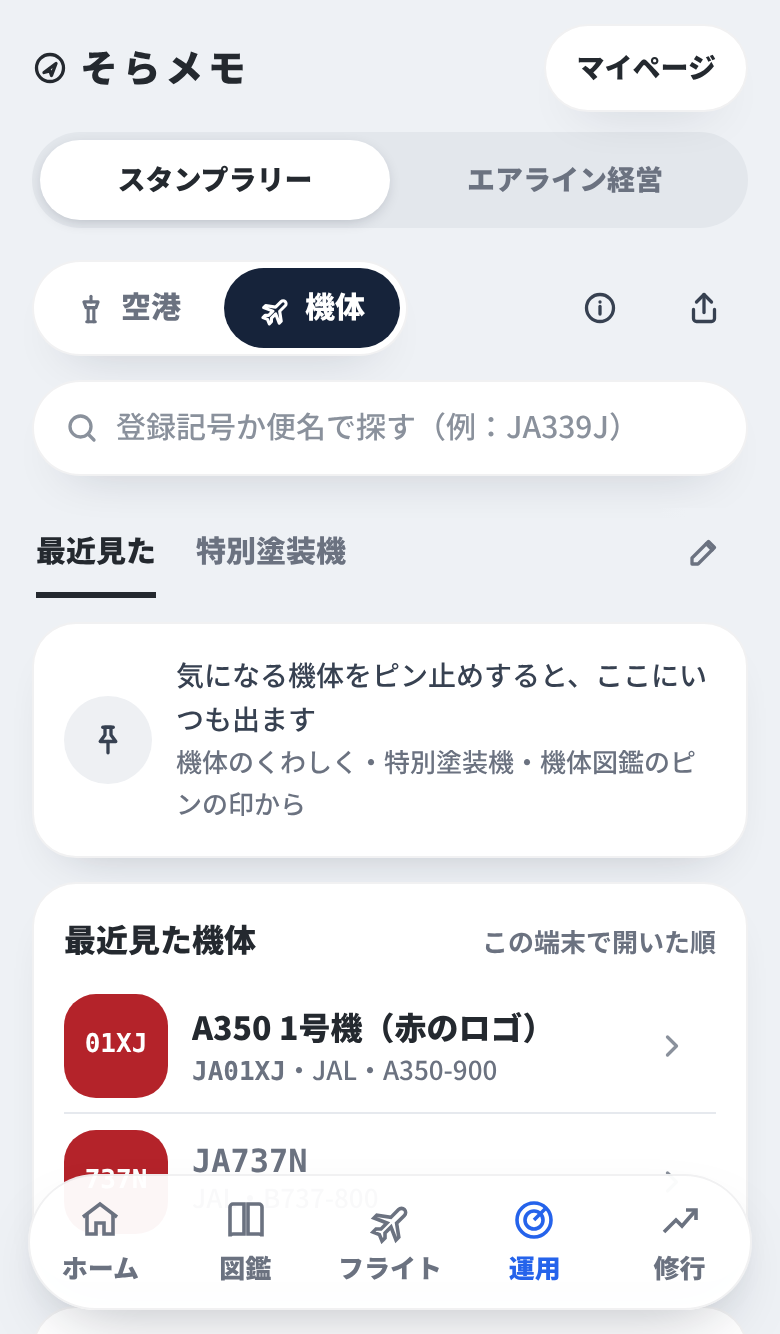 そらメモ
マイページ
スタンプラリー
エアライン経営
空港
機体
登録記号か便名で探す（例：JA339J）
最近見た
特別塗装機
気になる機体をピン止めすると、ここにい
つも出ます
機体のくわしく・特別塗装機・機体図鑑のピ
ンの印から
最近見た機体
この端末で開いた順
01XJ
A350 1号機（赤のロゴ）
JA01XJ・JAL・A350-900
737N
JA737N
JAL・B737-800
ホーム
図鑑
フライト
運用
修行